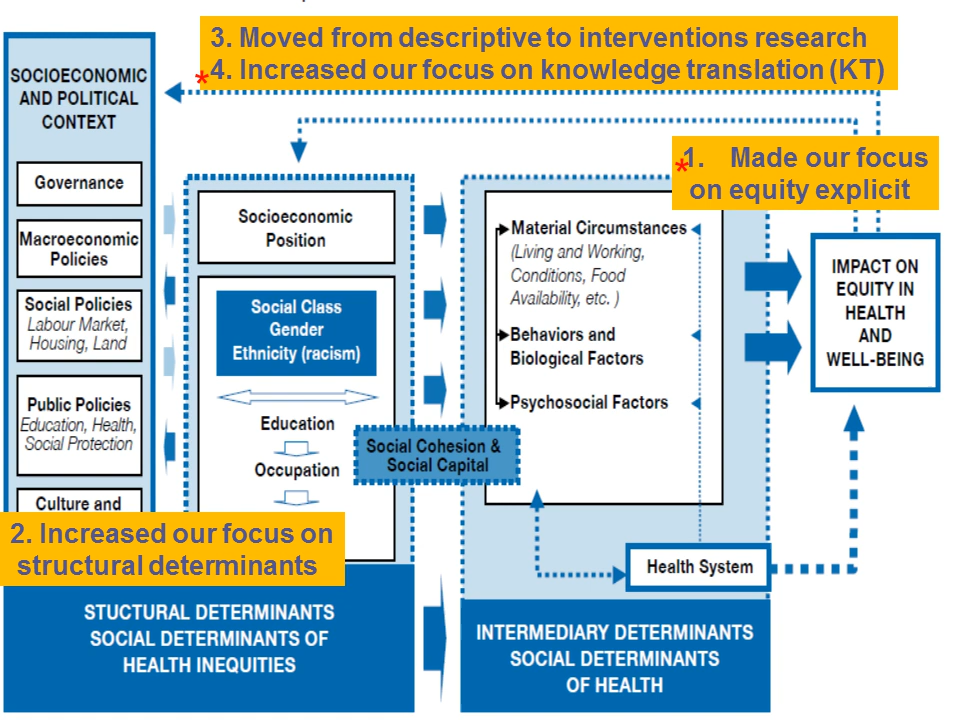 3. Moved from descriptive to interventions research
*4. Increased our focus on knowledge translation (KT)
SOCIOECONOMIC
AND POLITICAL
CONTEXT
Governance
Macroeconomic
Policies
Social Policies
Labour Market,
Housing, Land
Public Policies
Education, Health,
Social Protection
Culture and
2. Increased our focus on
structural determinants
Socioeconomic
Position
Social Class
Gender
Ethnicity (racism)
Education
Occupation
Social Cohesion &
Social Capital
STUCTURAL DETERMINANTS
SOCIAL DETERMINANTS OF
HEALTH INEQUITIES
*1. Made our focus
on equity explicit
Material Circumstances
(Living and Working,
Conditions, Food
Availability, etc. )
Behaviors and
Biological Factors
Psychosocial Factors
Health System
INTERMEDIARY DETERMINANTS
SOCIAL DETERMINANTS
OF HEALTH
IMPACT ON
EQUITY IN
HEALTH
AND
WELL-BEING